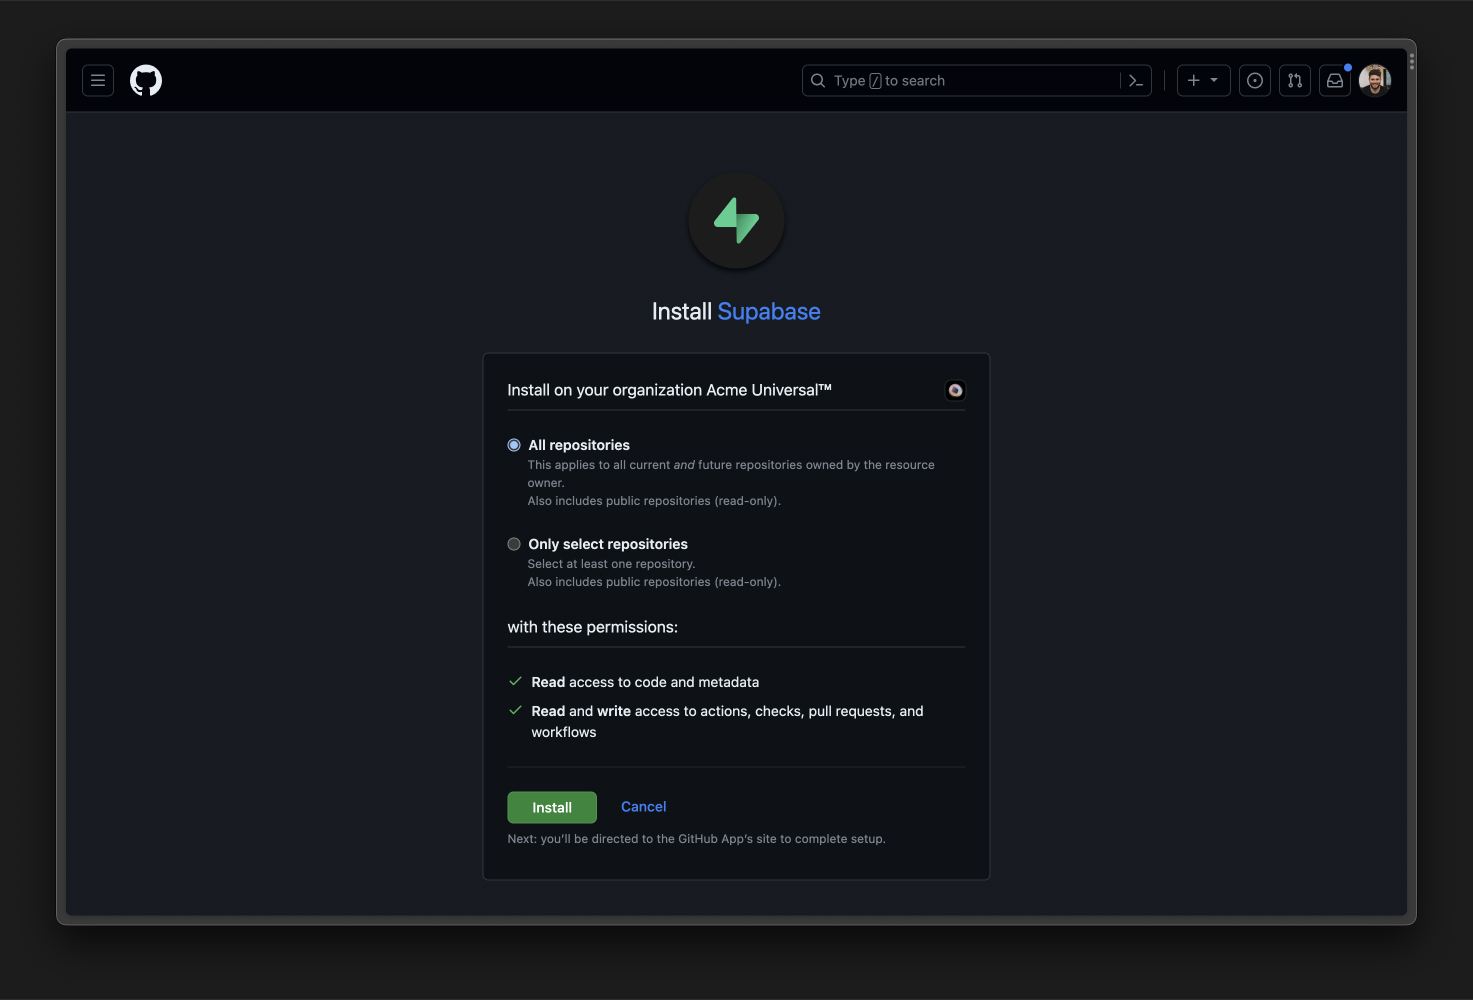 Type / to search
Install Supabase
Install on your organization Acme Universal™
All repositories
This applies to all current and future repositories owned by the resource
owner.
Also includes public repositories (read-only).
Only select repositories
Select at least one repository.
Also includes public repositories (read-only).
with these permissions:
Read access to code and metadata
Read and write access to actions, checks, pull requests, and
workflows
Install Cancel
Next: you'll be directed to the GitHub App's site to complete setup.